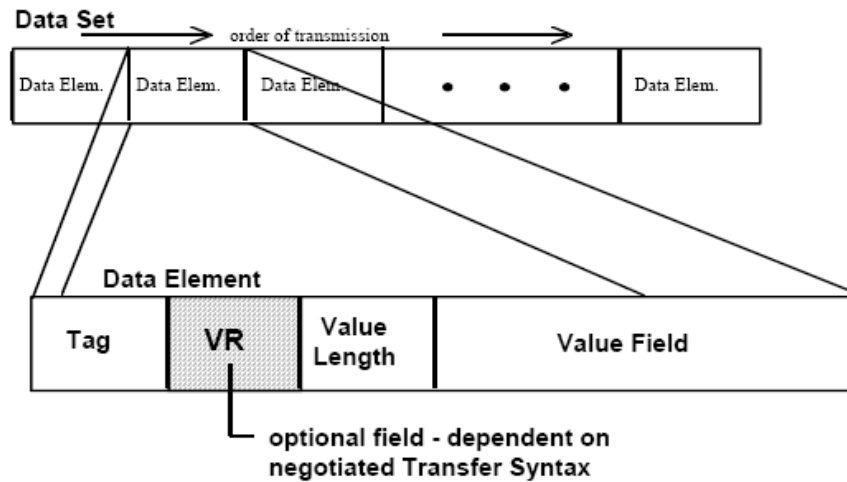 Data Set
order of transmission
Data Elem. Data Elem. Data Elem. • • • Data Elem.
Data Element
Tag VR Value Length Value Field
optional field - dependent on
negotiated Transfer Syntax